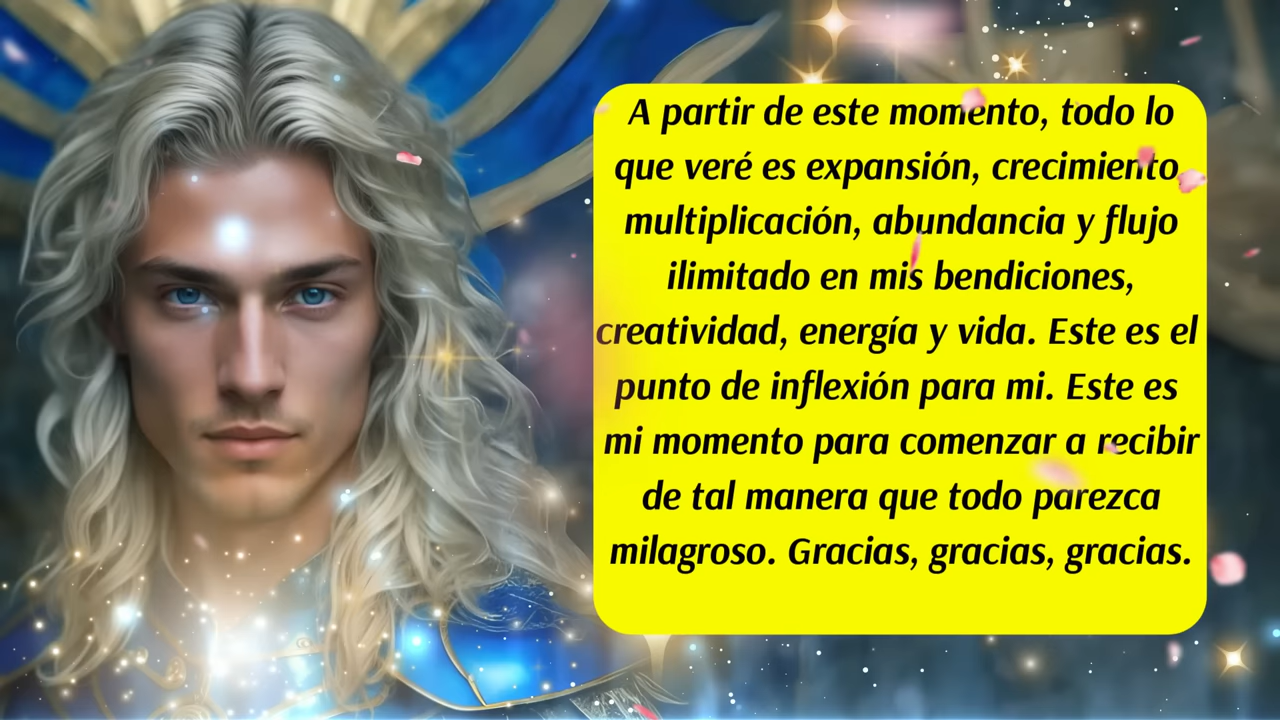 A partir de este momento, todo lo
que veré es expansión, crecimiento,
multiplicación, abundancia y flujo
ilimitado en mis bendiciones,
creatividad, energía y vida. Este es el
punto de inflexión para mi. Este es
mi momento para comenzar a recibir
de tal manera que todo parezca
milagroso. Gracias, gracias, gracias.